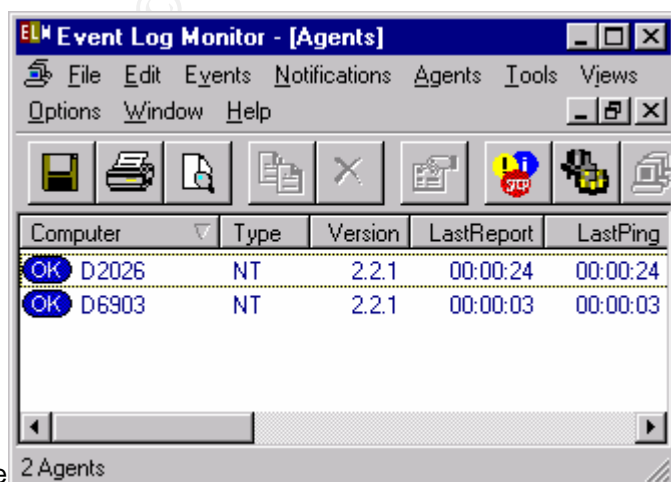 ELM Event Log Monitor - [Agents]
File Edit Events Notifications Agents Tools Views
Options Window Help
STOP
Computer Type Version LastReport LastPing
OK D2026 NT 2.2.1 00:00:24 00:00:24
OK D6903 NT 2.2.1 00:00:03 00:00:03
e 2 Agents